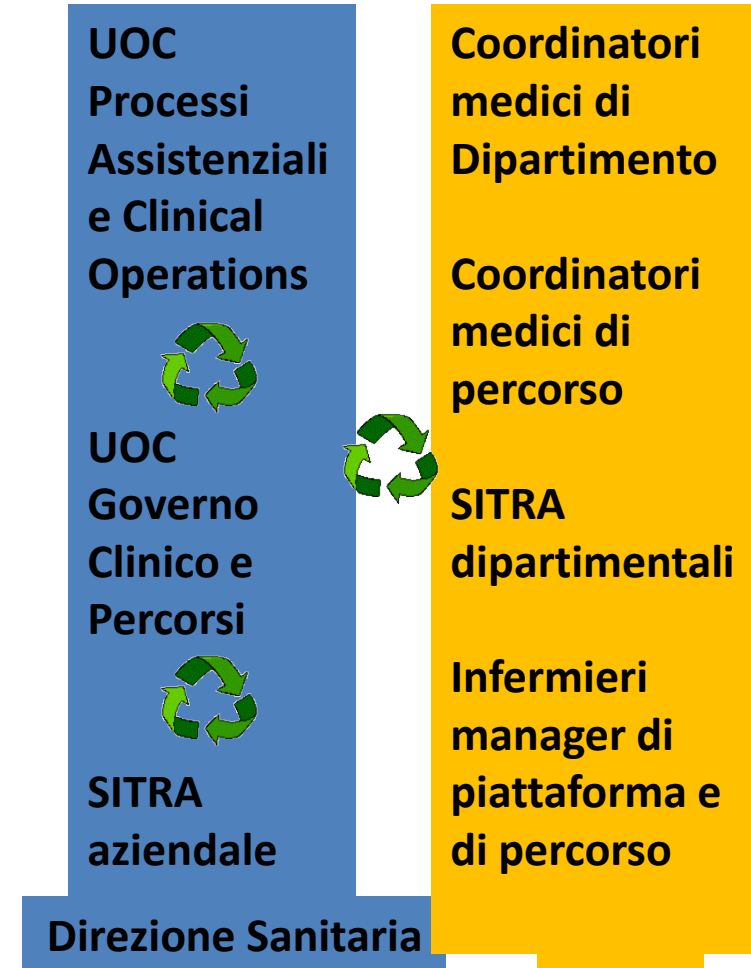 UOC
Processi
Assistenziali
e Clinical
Operations
UOC
Governo
Clinico e
Percorsi
SITRA
aziendale
Direzione Sanitaria
Coordinatori
medici di
Dipartimento
Coordinatori
medici di
percorso
SITRA
dipartimentali
Infermieri
manager di
piattaforma e
di percorso